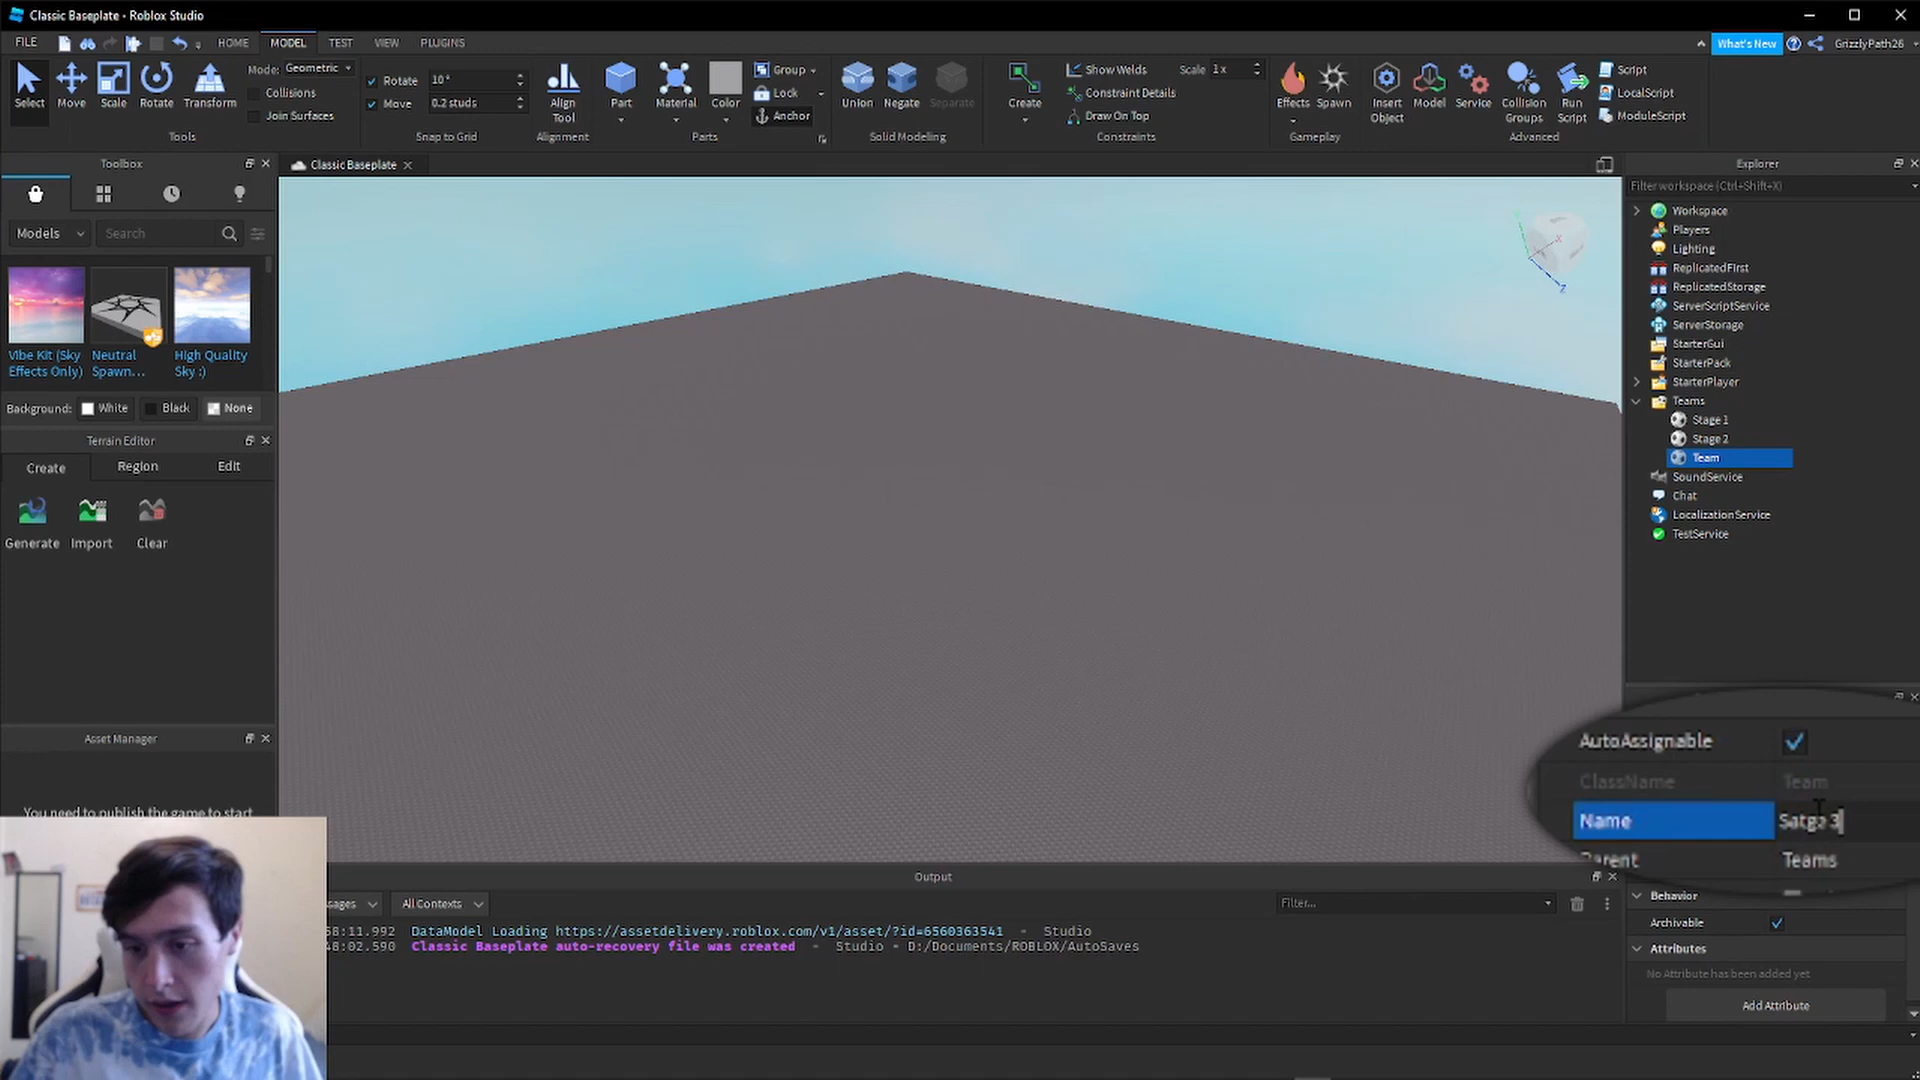 Classic Baseplate • Roblox Studio
FILE HOME MODEL TEST VIEW PLUGINS What's New GrizzlyPath26
Select Move Scale Rotate Transform
Mode: Geometric
Collisions
Join Surfaces
Tools
Rotate 10°
Move 0.2 studs
Snap to Grid
Align Tool
Alignment
Part Material Color
Group
Lock
Anchor
Parts
Union Negate Separate
Solid Modeling
Create
Show Welds Scale 1x
Constraint Details
Draw On Top
Constraints
Effects Spawn
Gameplay
Insert Object Model Service Collision Groups Run Script
Script
LocalScript
ModuleScript
Advanced
Toolbox
Models Search
Vibe Kit (Sky Effects Only)
Neutral Spawn...
High Quality Sky :)
Background: White Black None
Terrain Editor
Create Region Edit
Generate Import Clear
Asset Manager
You need to publish the game to start
Classic Baseplate
X
Z
Explorer
Filter workspace (Ctrl+Shift+X)
Workspace
Players
Lighting
ReplicatedFirst
ReplicatedStorage
ServerScriptService
ServerStorage
StarterGui
StarterPack
StarterPlayer
Teams
Stage 1
Stage 2
Team
SoundService
Chat
LocalizationService
TestService
AutoAssignable
ClassName Team
Name Satge 3
Parent Teams
Behavior
Archivable
Attributes
No Attribute has been added yet
Add Attribute
Output
sages All Contexts Filter...
58:11.992 DataModel Loading https://assetdelivery.roblox.com/v1/asset/?id=6560363541 - Studio
48:02.590 Classic Baseplate auto-recovery file was created - Studio - D:/Documents/ROBLOX/AutoSaves